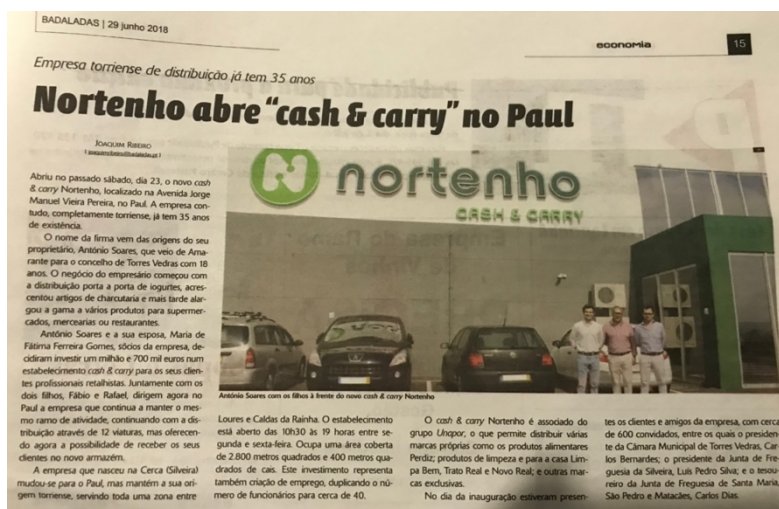 BADALADAS | 29 junho 2018
economia
15
Empresa torriense de distribuição já tem 35 anos
Nortenho abre “cash & carry” no Paul
JOAQUIM RIBEIRO
Abriu no passado sábado, dia 23, o novo cash
& carry Nortenho, localizado na Avenida Jorge
Manuel Vieira Pereira, no Paul. A empresa con-
tudo, completamente torriense, já tem 35 anos
de existência.
O nome da firma vem das origens do seu
proprietário, António Soares, que veio de Ama-
rante para o concelho de Torres Vedras com 18
anos. O negócio do empresário começou com
a distribuição porta a porta de iogurtes, acres-
centou artigos de charcutaria e mais tarde alar-
gou a gama a vários produtos para supermer-
cados, mercearias ou restaurantes.
António Soares e a sua esposa, Maria de
Fátima Ferreira Gomes, sócios da empresa, de-
cidiram investir um milhão e 700 mil euros num
estabelecimento cash & carry para os seus clien-
tes profissionais retalhistas. Juntamente com os
dois filhos, Fábio e Rafael, dirigem agora no
Paul a empresa que continua a manter o mes-
mo ramo de atividade, continuando com a dis-
tribuição através de 12 viaturas, mas oferecen-
do agora a possibilidade de receber os seus
clientes no novo armazém.
A empresa que nasceu na Cerca (Silveira)
mudou-se para o Paul, mas mantém a sua ori-
gem torriense, servindo toda uma zona entre
nortenho
CASH & CARRY
António Soares com os filhos à frente do novo cash & carry Nortenho
Loures e Caldas da Rainha. O estabelecimento
está aberto das 10h30 às 19 horas entre se-
gunda e sexta-feira. Ocupa uma área coberta
de 2.800 metros quadrados e 400 metros qua-
drados de cais. Este investimento representa
também criação de emprego, duplicando o nú-
mero de funcionários para cerca de 40.
O cash & carry Nortenho é associado do
grupo Unapor, o que permite distribuir várias
marcas próprias como os produtos alimentares
Perdiz; produtos de limpeza e para a casa Lim-
pa Bem, Trato Real e Novo Real; e outras mar-
cas exclusivas.
No dia da inauguração estiveram presen-
tes os clientes e amigos da empresa, com cerca
de 600 convidados, entre os quais o presiden-
te da Câmara Municipal de Torres Vedras, Car-
los Bernardes; o presidente da Junta de Fre-
guesia da Silveira, Luís Pedro Silva; e o tesou-
reiro da Junta de Freguesia de Santa Maria,
São Pedro e Matacães, Carlos Dias.